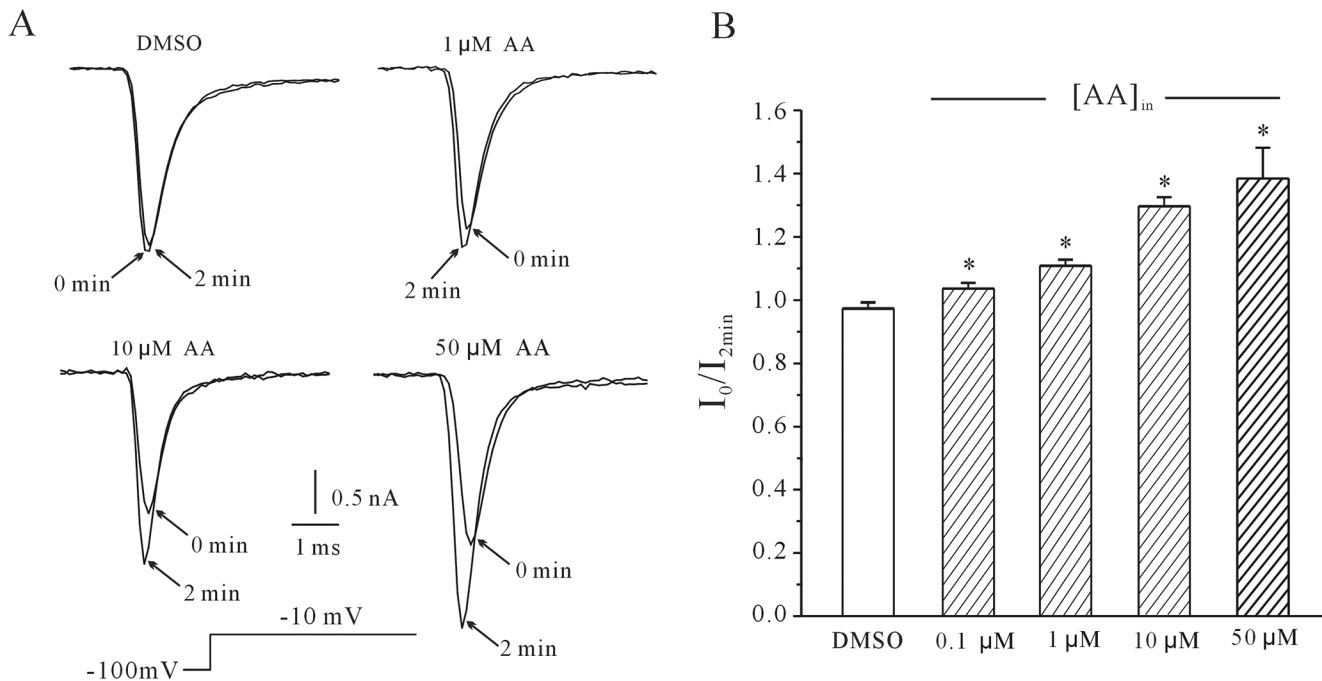 A
DMSO
0 min
2 min
1 µM AA
0 min
2 min
10 µM AA
0 min
2 min
50 µM AA
0 min
2 min
0.5 nA
1 ms
-10 mV
-100mV
B
[AA]in
I0/I2min
1.6
1.4
1.2
1.0
0.8
0.6
0.4
0.2
0.0
*
*
*
*
DMSO
0.1 µM
1 µM
10 µM
50 µM